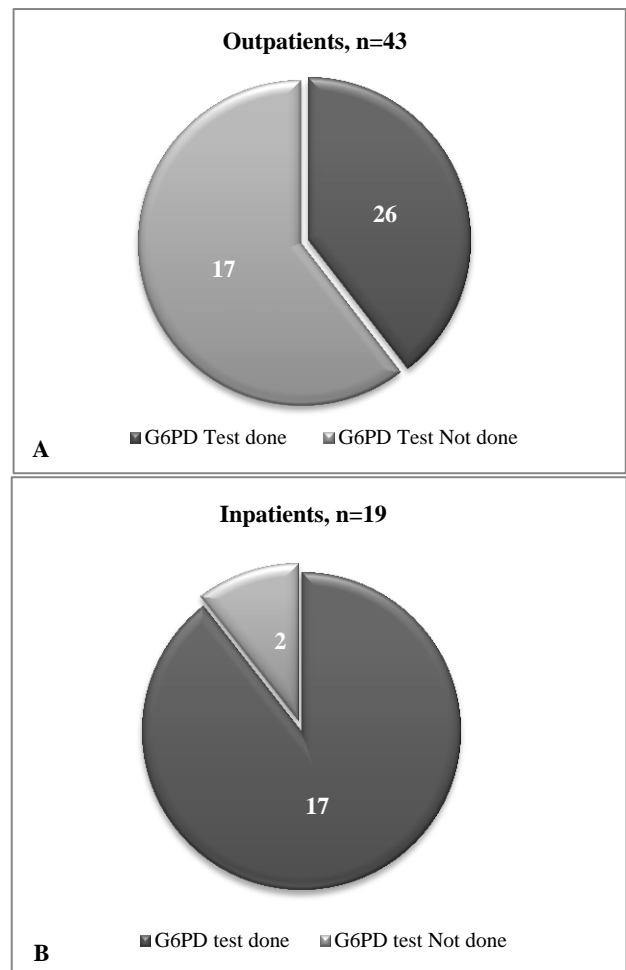 Outpatients, n=43
26
17
G6PD Test done G6PD Test Not done
A
Inpatients, n=19
2
17
G6PD test done G6PD test Not done
B